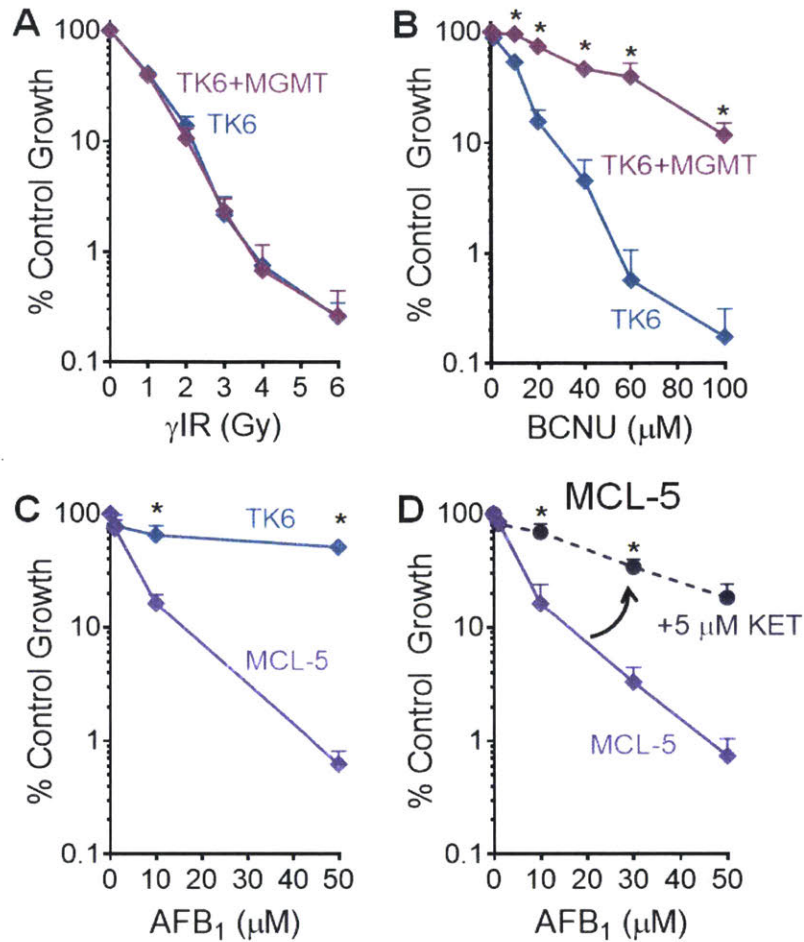 A
% Control Growth
100
10
1
0.1
TK6+MGMT
TK6
0 1 2 3 4 5 6
γIR (Gy)
B
% Control Growth
100
10
1
0.1
* * * * *
TK6+MGMT
TK6
0 20 40 60 80 100
BCNU (μM)
C
% Control Growth
100
10
1
0.1
* *
TK6
MCL-5
0 10 20 30 40 50
AFB₁ (μM)
D
MCL-5
% Control Growth
100
10
1
0.1
* *
+5 μM KET
MCL-5
0 10 20 30 40 50
AFB₁ (μM)